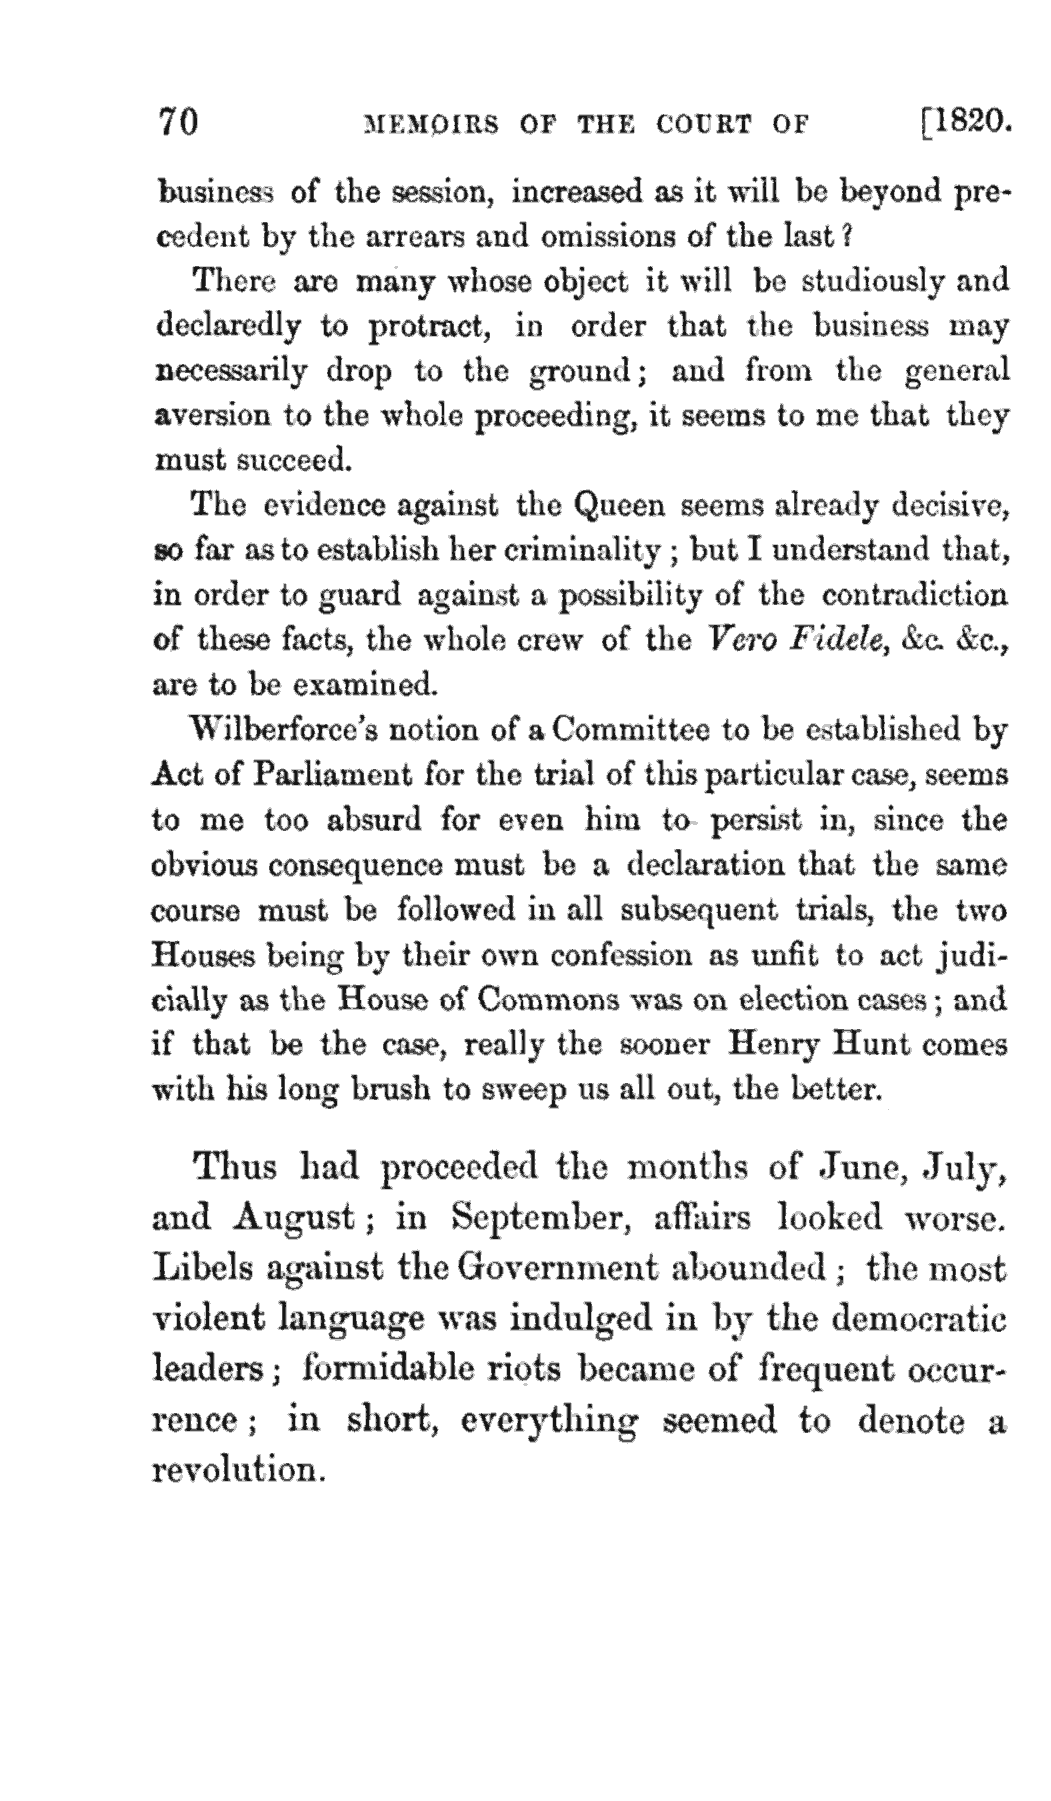 70 MEMOIRS OF THE COURT OF [1820.
business of the session, increased as it will be beyond pre-
cedent by the arrears and omissions of the last?
There are many whose object it will be studiously and
declaredly to protract, in order that the business may
necessarily drop to the ground; and from the general
aversion to the whole proceeding, it seems to me that they
must succeed.
The evidence against the Queen seems already decisive,
so far as to establish her criminality; but I understand that,
in order to guard against a possibility of the contradiction
of these facts, the whole crew of the Vero Fidele, &c. &c.,
are to be examined.
Wilberforce's notion of a Committee to be established by
Act of Parliament for the trial of this particular case, seems
to me too absurd for even him to persist in, since the
obvious consequence must be a declaration that the same
course must be followed in all subsequent trials, the two
Houses being by their own confession as unfit to act judi-
cially as the House of Commons was on election cases; and
if that be the case, really the sooner Henry Hunt comes
with his long brush to sweep us all out, the better.
Thus had proceeded the months of June, July,
and August; in September, affairs looked worse.
Libels against the Government abounded; the most
violent language was indulged in by the democratic
leaders; formidable riots became of frequent occur-
rence; in short, everything seemed to denote a
revolution.